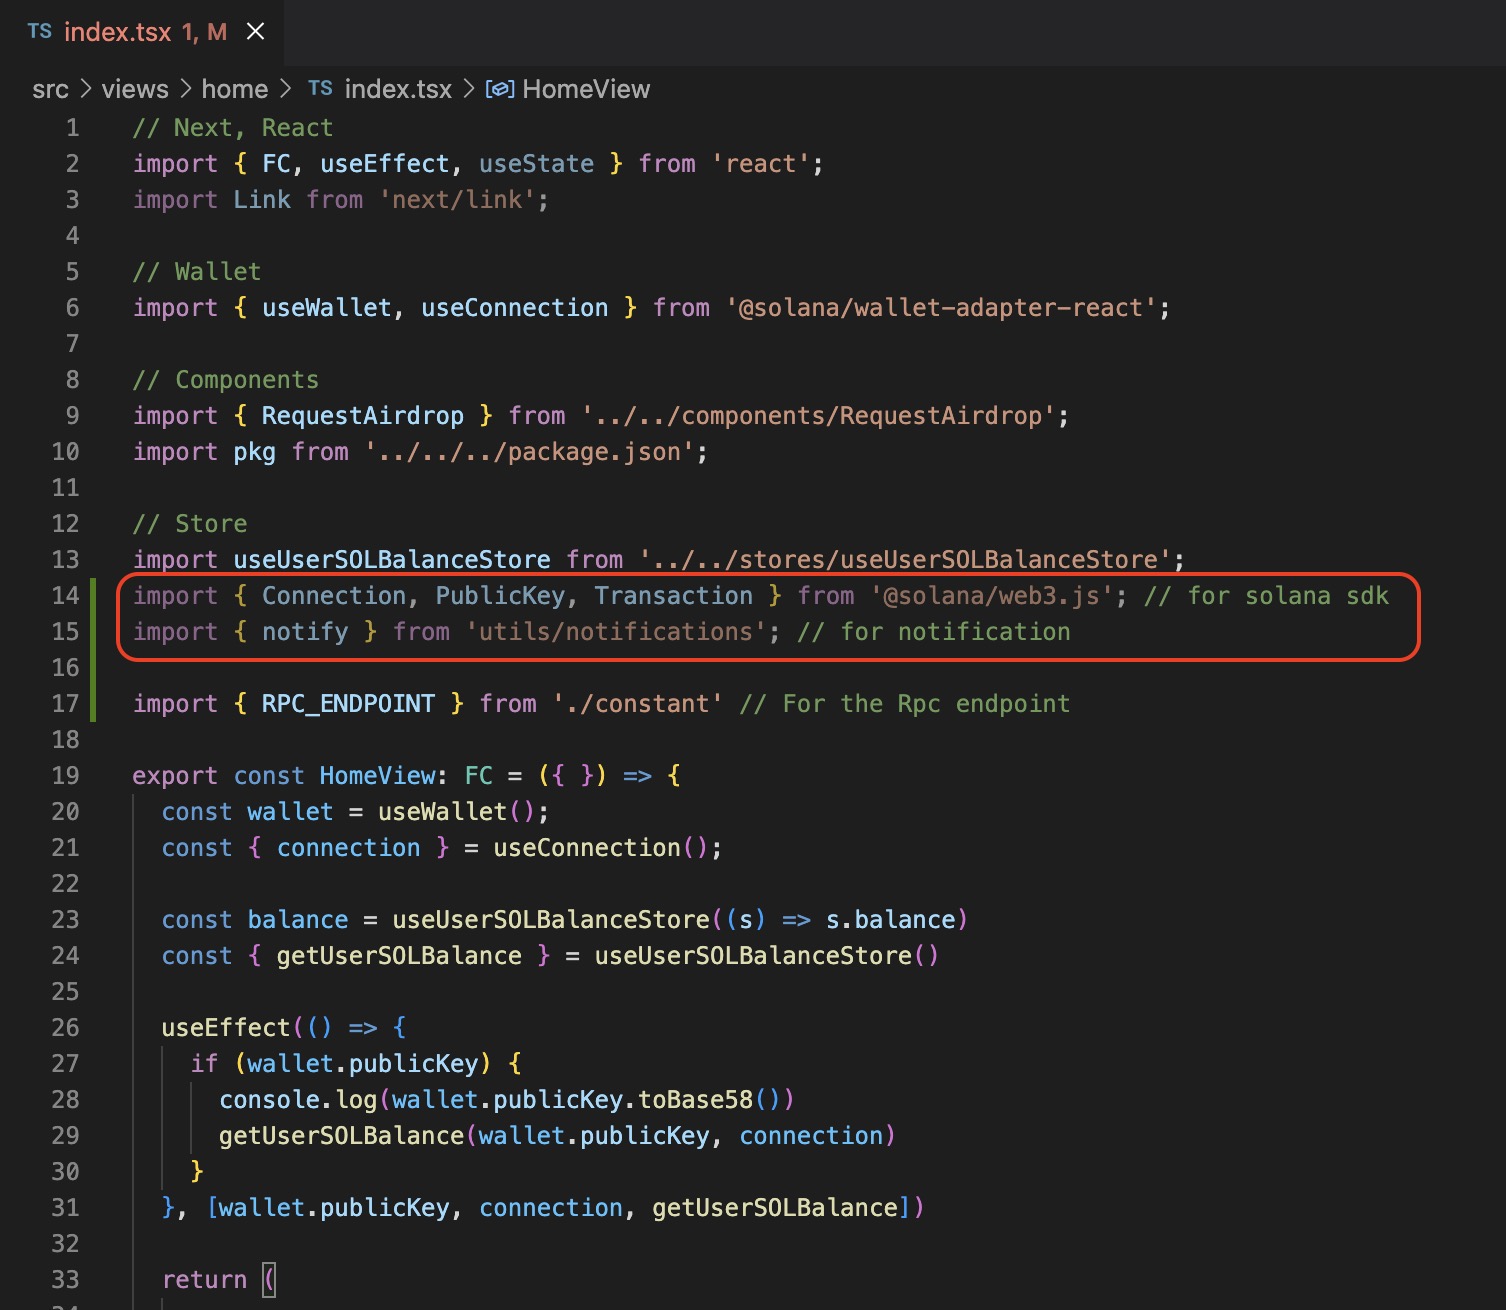 TS index.tsx 1, M
src > views > home > TS index.tsx > HomeView
1 // Next, React
2 import { FC, useEffect, useState } from 'react';
3 import Link from 'next/link';
4
5 // Wallet
6 import { useWallet, useConnection } from '@solana/wallet-adapter-react';
7
8 // Components
9 import { RequestAirdrop } from '../../components/RequestAirdrop';
10 import pkg from '../../../package.json';
11
12 // Store
13 import useUserSOLBalanceStore from '../../stores/useUserSOLBalanceStore';
14 import { Connection, PublicKey, Transaction } from '@solana/web3.js'; // for solana sdk
15 import { notify } from 'utils/notifications'; // for notification
16
17 import { RPC_ENDPOINT } from './constant' // For the Rpc endpoint
18
19 export const HomeView: FC = ({ }) => {
20   const wallet = useWallet();
21   const { connection } = useConnection();
22
23   const balance = useUserSOLBalanceStore((s) => s.balance)
24   const { getUserSOLBalance } = useUserSOLBalanceStore()
25
26   useEffect(() => {
27     if (wallet.publicKey) {
28       console.log(wallet.publicKey.toBase58())
29       getUserSOLBalance(wallet.publicKey, connection)
30     }
31   }, [wallet.publicKey, connection, getUserSOLBalance])
32
33   return (